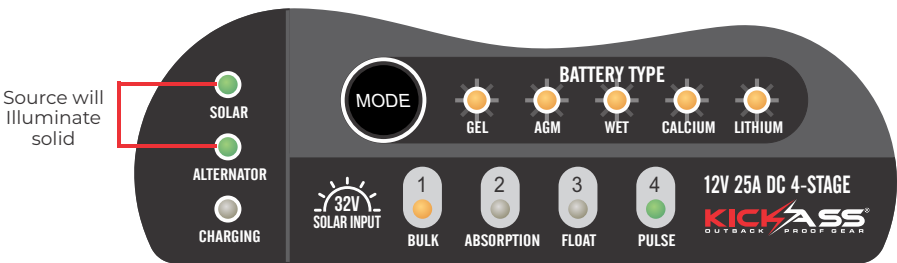 Source will
Illuminate
solid
SOLAR
ALTERNATOR
CHARGING
MODE
BATTERY TYPE
GEL
AGM
WET
CALCIUM
LITHIUM
32V
SOLAR INPUT
1
BULK
2
ABSORPTION
3
FLOAT
4
PULSE
12V 25A DC 4-STAGE
KICKASS®
OUTBACK PROOF GEAR